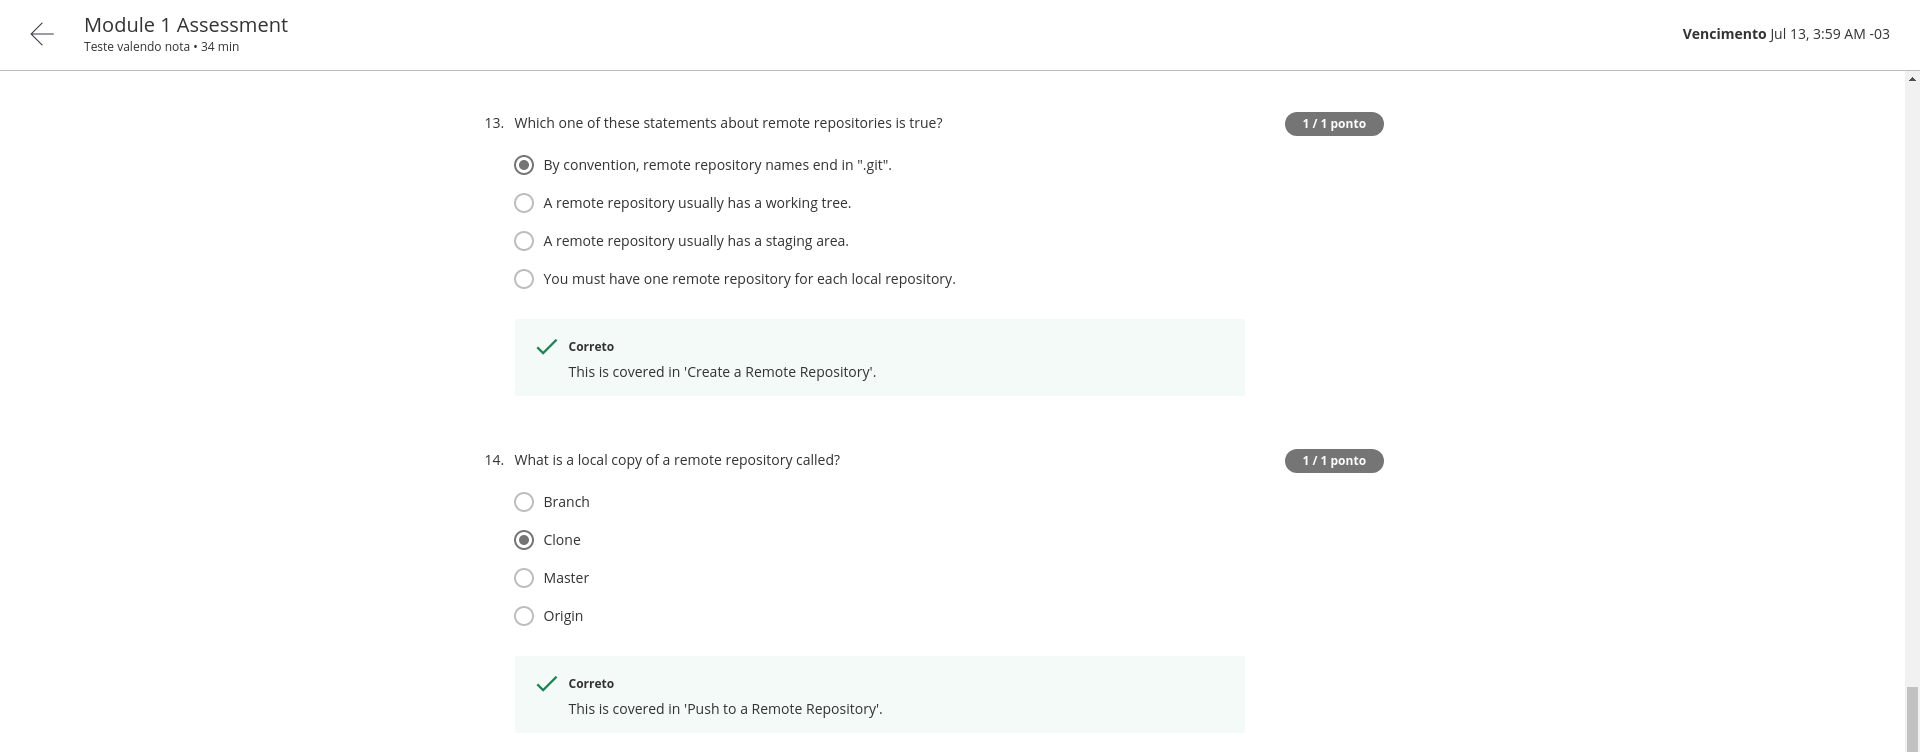 Module 1 Assessment
Teste valendo nota • 34 min
Vencimento Jul 13, 3:59 AM -03
13. Which one of these statements about remote repositories is true?
1 / 1 ponto
By convention, remote repository names end in ".git".
A remote repository usually has a working tree.
A remote repository usually has a staging area.
You must have one remote repository for each local repository.
Correto
This is covered in 'Create a Remote Repository'.
14. What is a local copy of a remote repository called?
1 / 1 ponto
Branch
Clone
Master
Origin
Correto
This is covered in 'Push to a Remote Repository'.